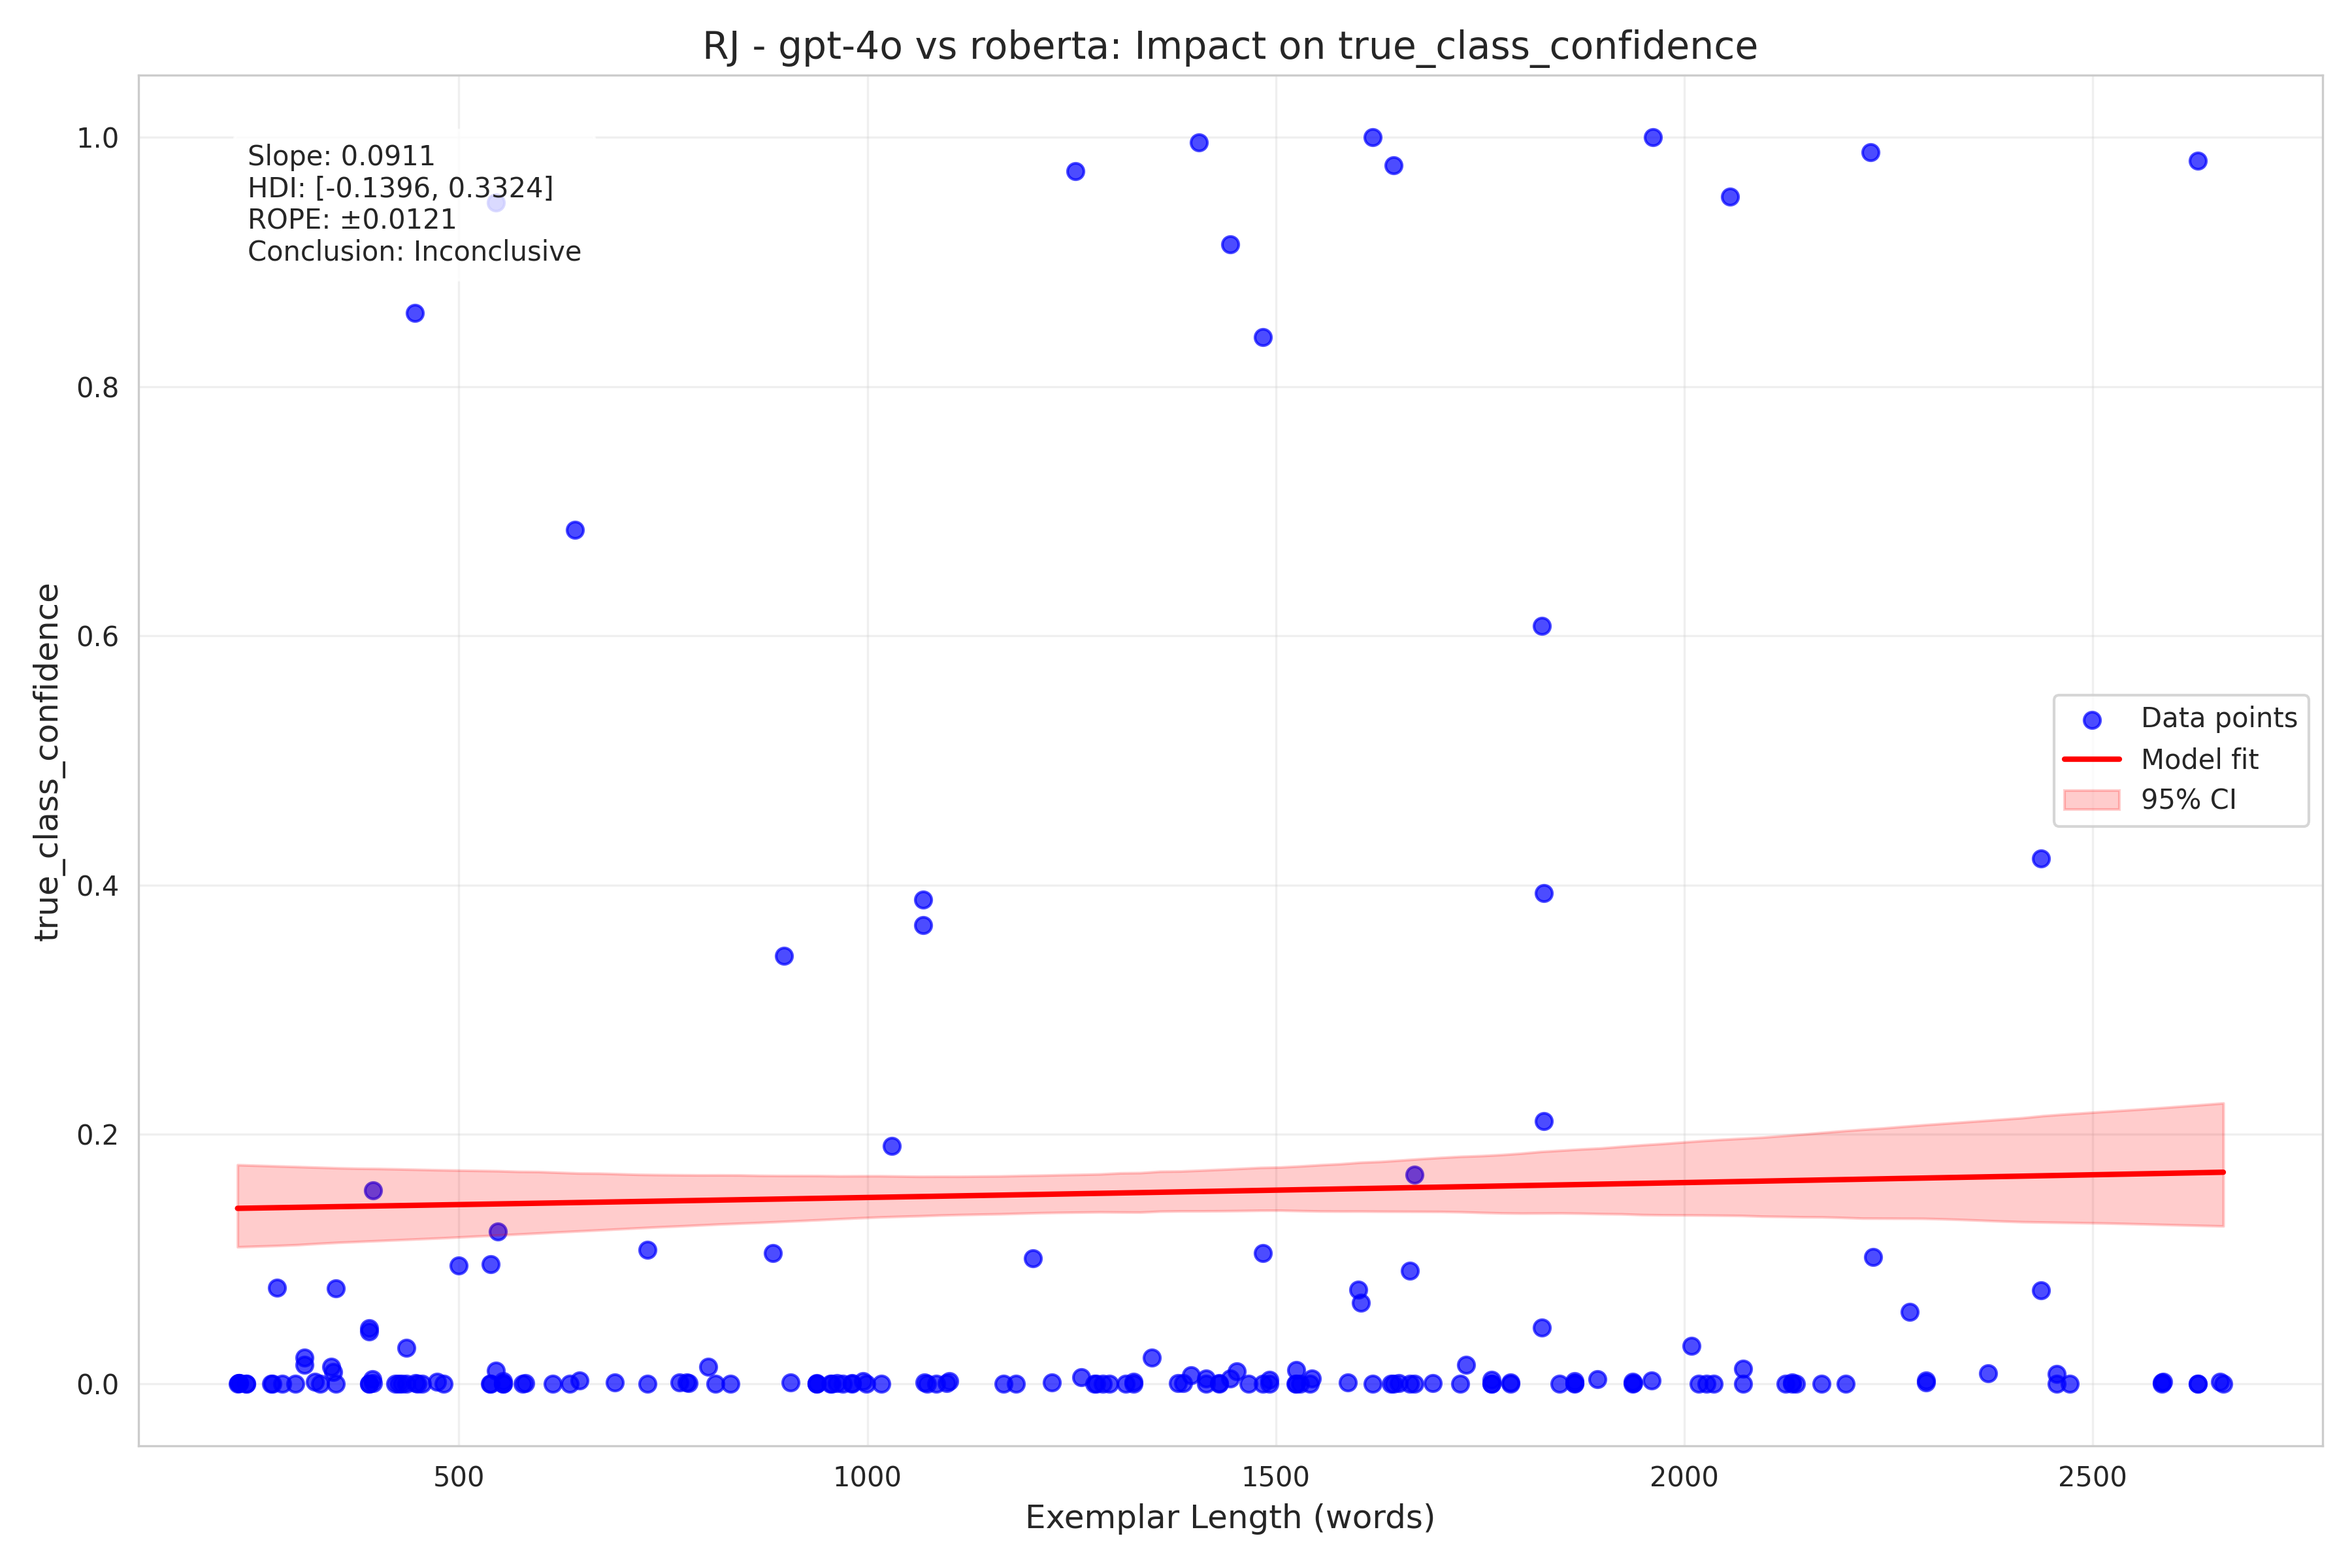 RJ - gpt-4o vs roberta: Impact on true_class_confidence
1.0
0.8
0.6
0.4
0.2
0.0
true_class_confidence
Slope: 0.0911
HDI: [-0.1396, 0.3324]
ROPE: ±0.0121
Conclusion: Inconclusive
Data points
Model fit
95% CI
500
1000
1500
2000
2500
Exemplar Length (words)